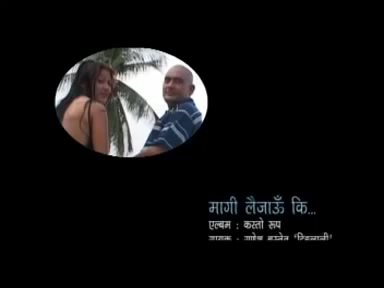 मागी लैजाऊँ कि...
एल्बम : कस्तो रूप
गायक :